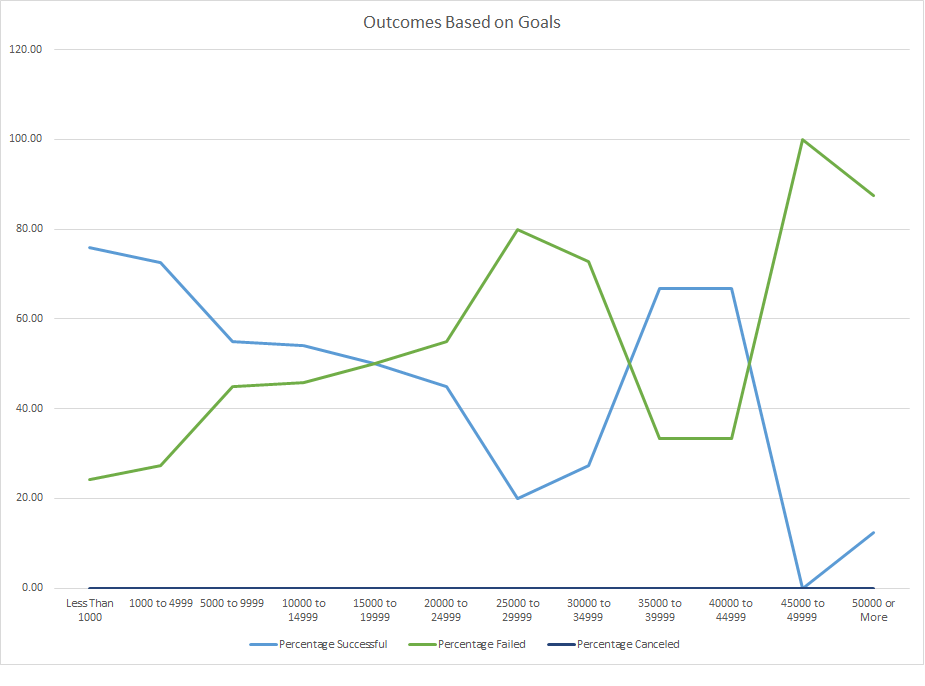 Outcomes Based on Goals
120.00
100.00
80.00
60.00
40.00
20.00
0.00
Less Than 1000
1000 to 4999
5000 to 9999
10000 to 14999
15000 to 19999
20000 to 24999
25000 to 29999
30000 to 34999
35000 to 39999
40000 to 44999
45000 to 49999
50000 or More
Percentage Successful
Percentage Failed
Percentage Canceled